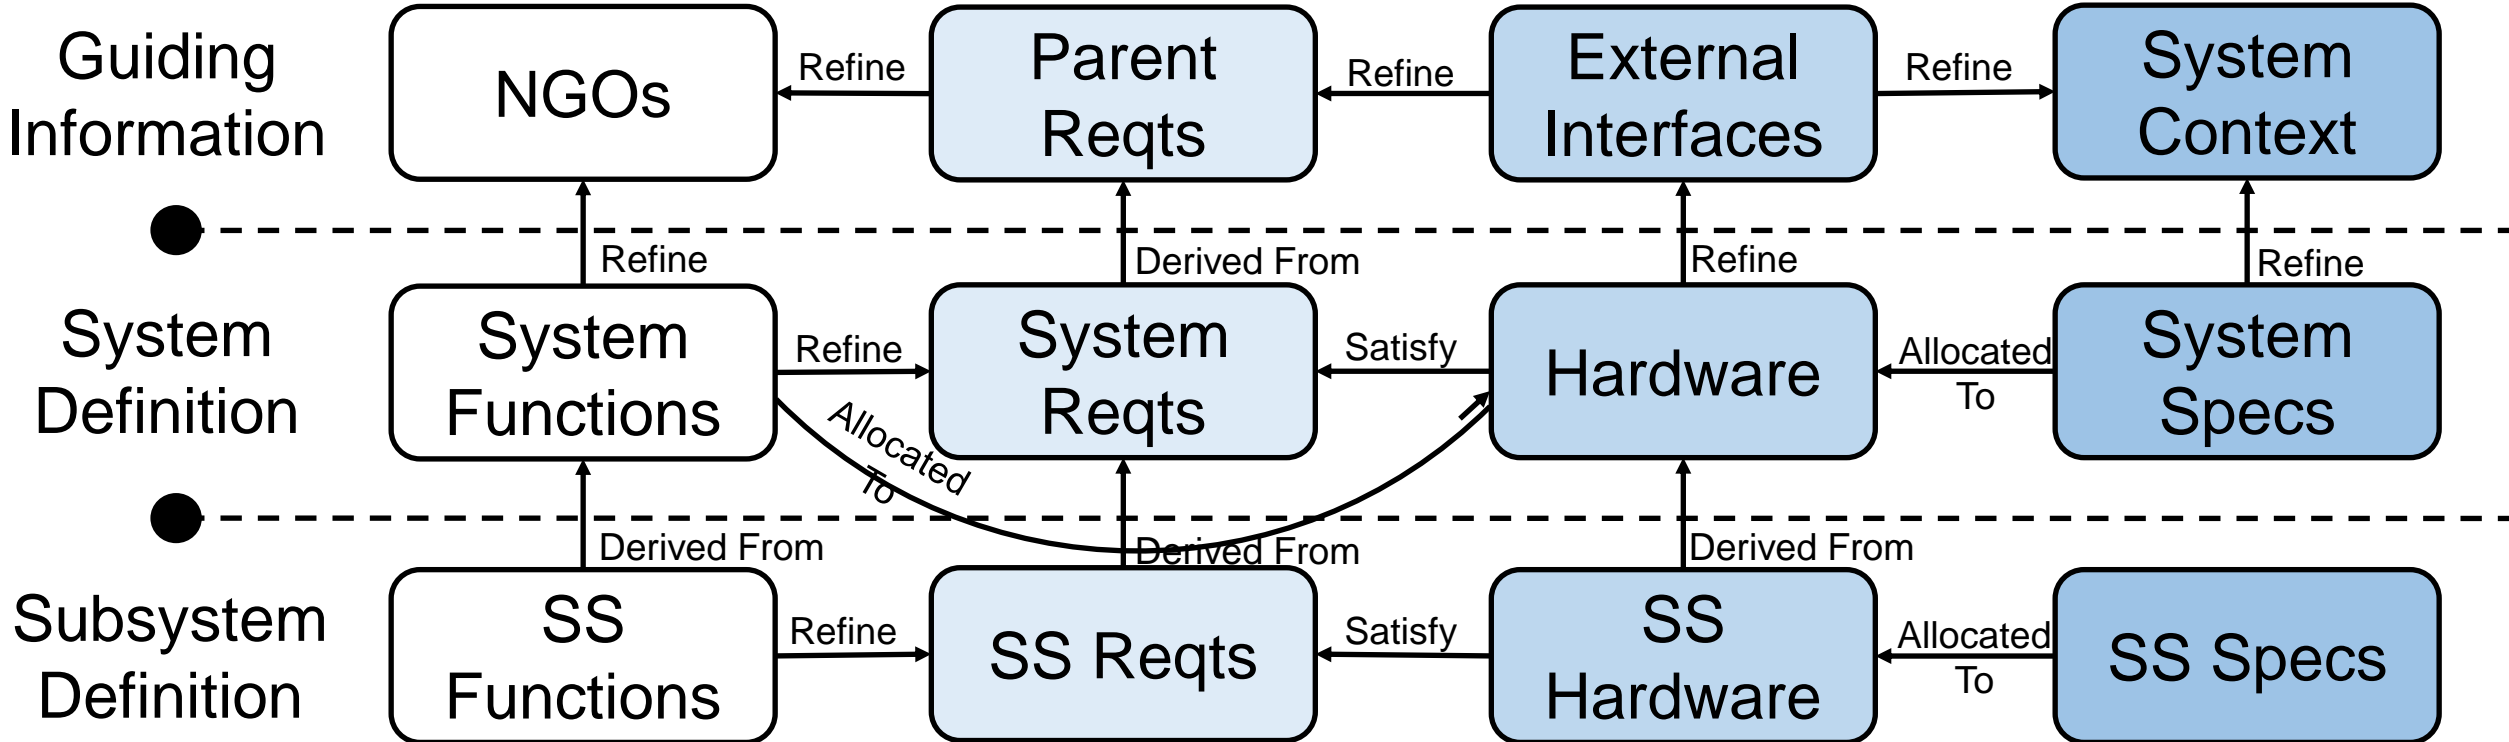 Guiding
Information
NGOs
Refine
Parent
Reqts
Refine
External
Interfaces
Refine
System
Context
Refine
Derived From
Refine
Refine
System
Definition
System
Functions
Refine
System
Reqts
Satisfy
Hardware
Allocated
To
System
Specs
Allocated
To
Derived From
Derived From
Derived From
Subsystem
Definition
SS
Functions
Refine
SS Reqts
Satisfy
SS
Hardware
Allocated
To
SS Specs